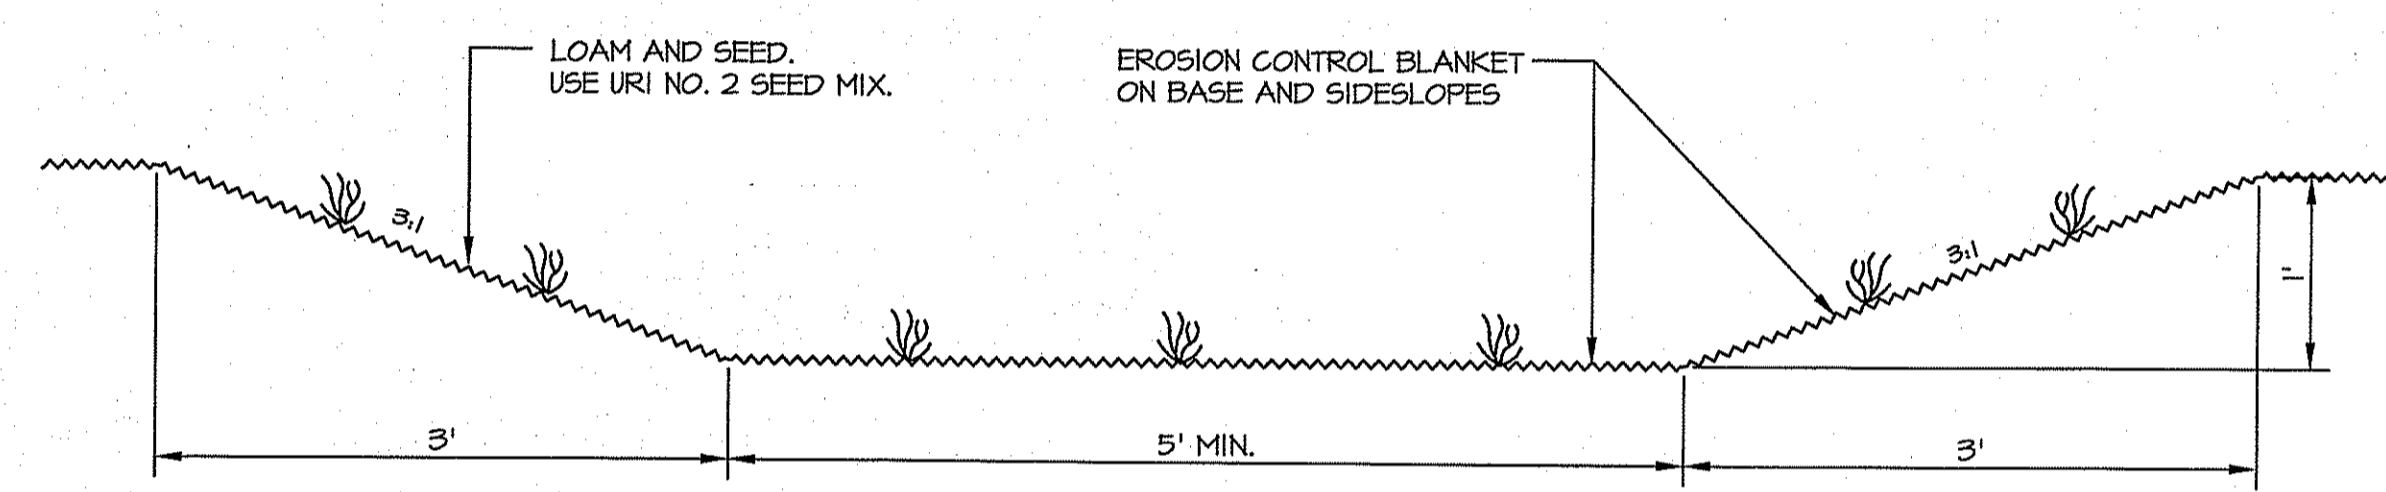 LOAM AND SEED.
USE URI NO. 2 SEED MIX.
EROSION CONTROL BLANKET
ON BASE AND SIDESLOPES
3:1
3:1
1'
3'
5' MIN.
3'